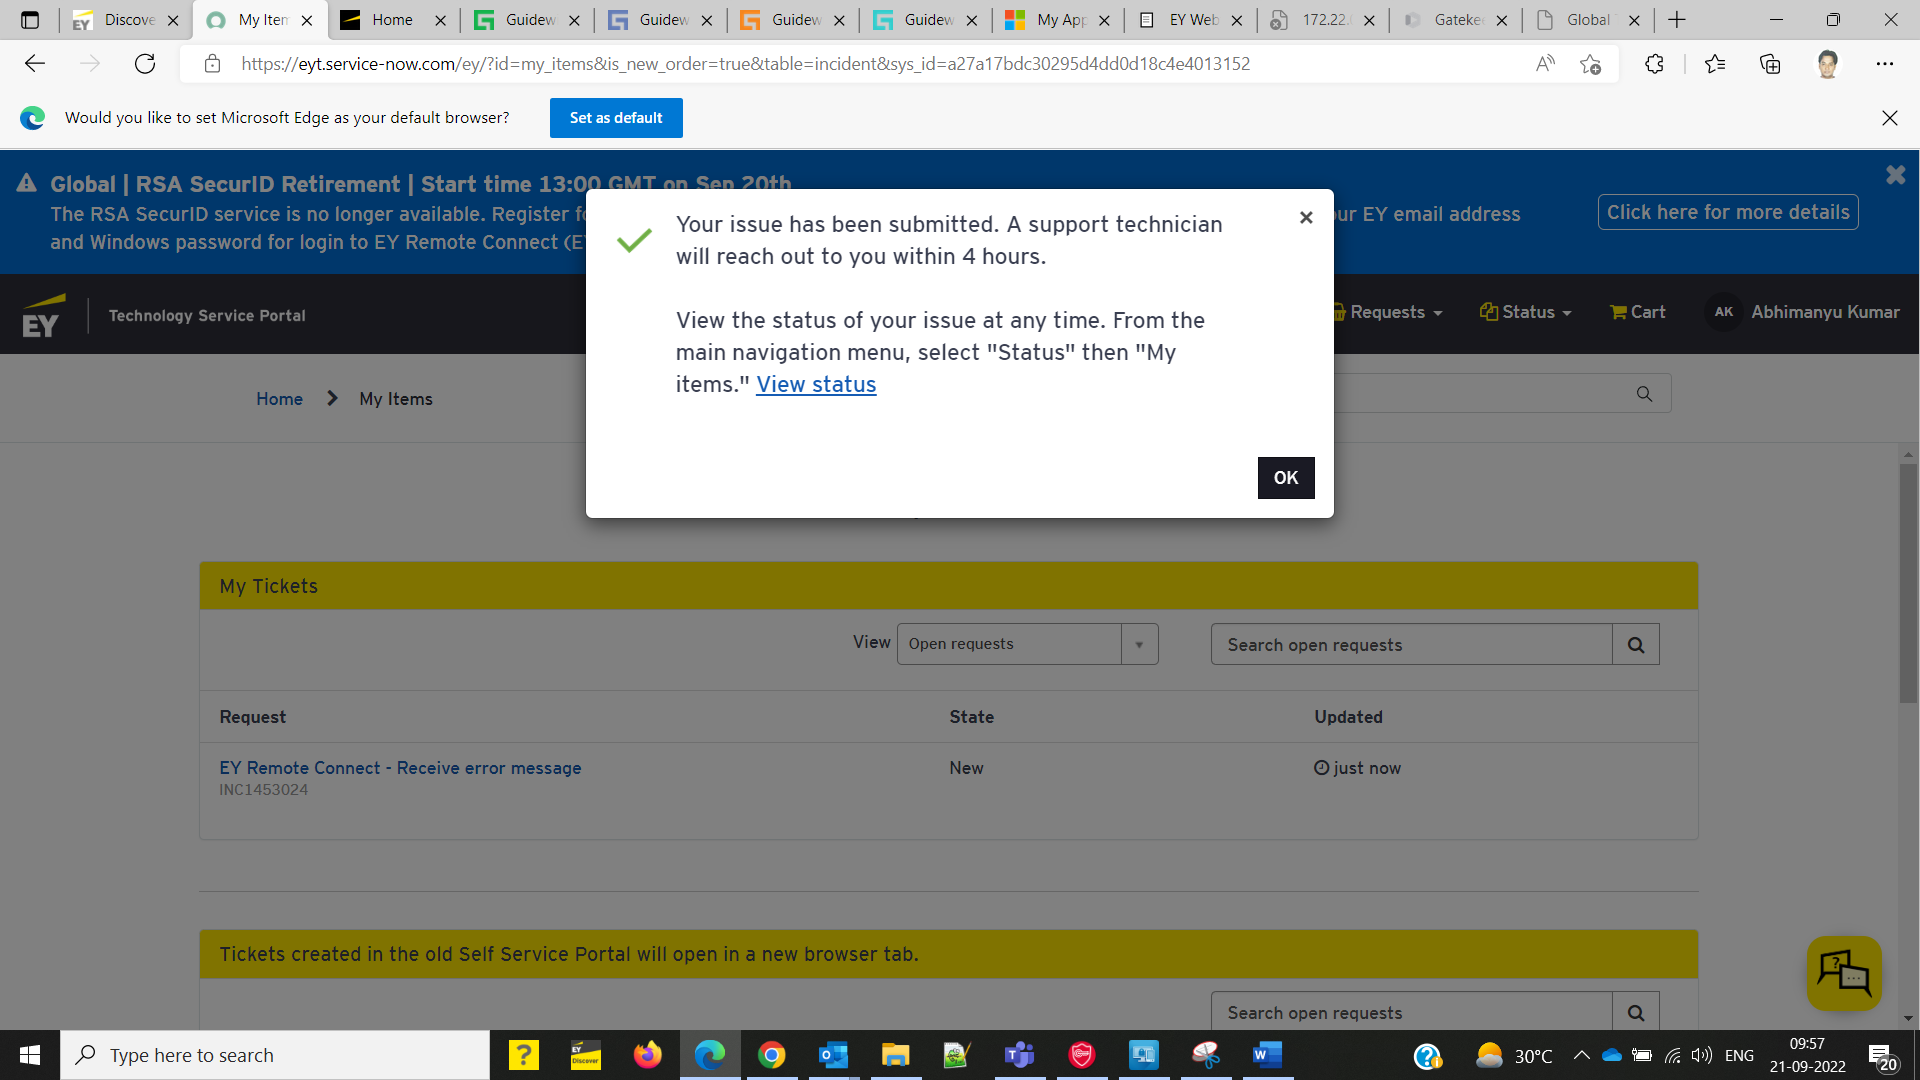 Discove
My Item
Home
Guidew
Guidew
Guidew
Guidew
My App
EY Web
172.22.
Gateke
Global
https://eyt.service-now.com/ey/?id=my_items&is_new_order=true&table=incident&sys_id=a27a17bdc30295d4dd0d18c4e4013152
Would you like to set Microsoft Edge as your default browser?
Set as default
Global | RSA SecurID Retirement | Start time 13:00 GMT on Sep 20th
The RSA SecurID service is no longer available. Register fo
ur EY email address
and Windows password for login to EY Remote Connect (E
Click here for more details
Your issue has been submitted. A support technician
will reach out to you within 4 hours.
View the status of your issue at any time. From the
main navigation menu, select "Status" then "My
items." View status
OK
EY
Technology Service Portal
Requests
Status
Cart
AK
Abhimanyu Kumar
Home
My Items
My Tickets
View
Open requests
Search open requests
Request
State
Updated
EY Remote Connect - Receive error message
New
just now
INC1453024
Tickets created in the old Self Service Portal will open in a new browser tab.
Search open requests
Type here to search
30°C
ENG
09:57
21-09-2022
20